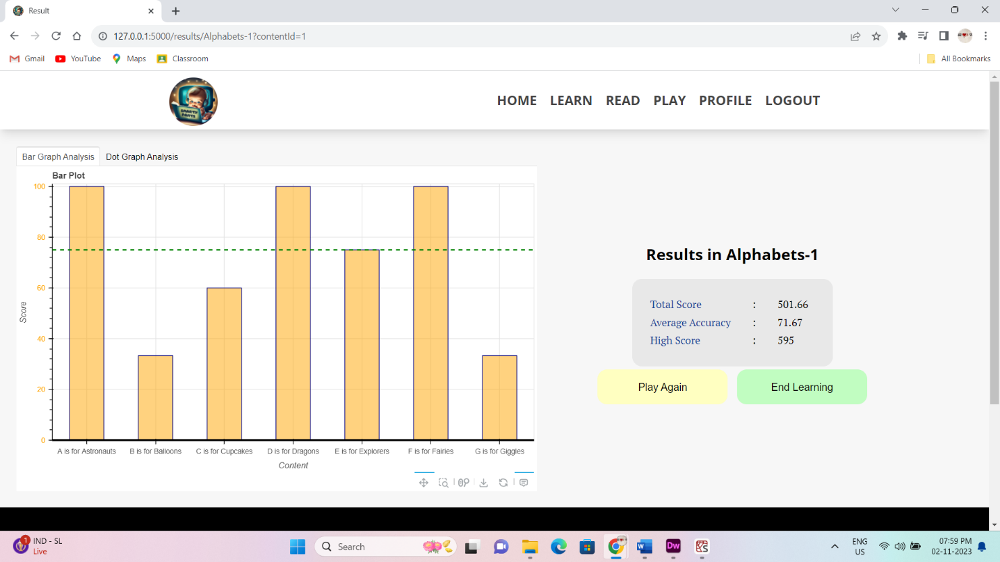 Result
127.0.0.1:5000/results/Alphabets-1?contentId=1
Gmail YouTube Maps Classroom All Bookmarks
SMARTY
PANTS
HOME LEARN READ PLAY PROFILE LOGOUT
Bar Graph Analysis Dot Graph Analysis
Bar Plot
100
80
60
40
20
0
Score
A is for Astronauts B is for Balloons C is for Cupcakes D is for Dragons E is for Explorers F is for Fairies G is for Giggles
Content
Results in Alphabets-1
Total Score : 501.66
Average Accuracy : 71.67
High Score : 595
Play Again End Learning
1
IND - SL
Live
Search
Dw
ENG
US
07:59 PM
02-11-2023